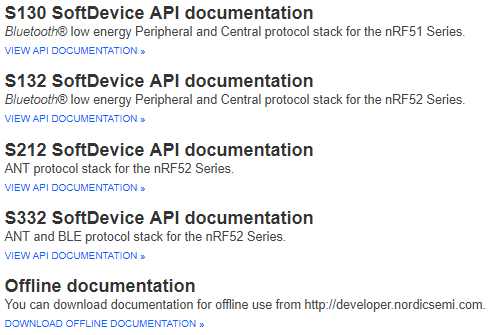 S130 SoftDevice API documentation
Bluetooth® low energy Peripheral and Central protocol stack for the nRF51 Series.
VIEW API DOCUMENTATION »
S132 SoftDevice API documentation
Bluetooth® low energy Peripheral and Central protocol stack for the nRF52 Series.
VIEW API DOCUMENTATION »
S212 SoftDevice API documentation
ANT protocol stack for the nRF52 Series.
VIEW API DOCUMENTATION »
S332 SoftDevice API documentation
ANT and BLE protocol stack for the nRF52 Series.
VIEW API DOCUMENTATION »
Offline documentation
You can download documentation for offline use from http://developer.nordicsemi.com.
DOWNLOAD OFFLINE DOCUMENTATION »